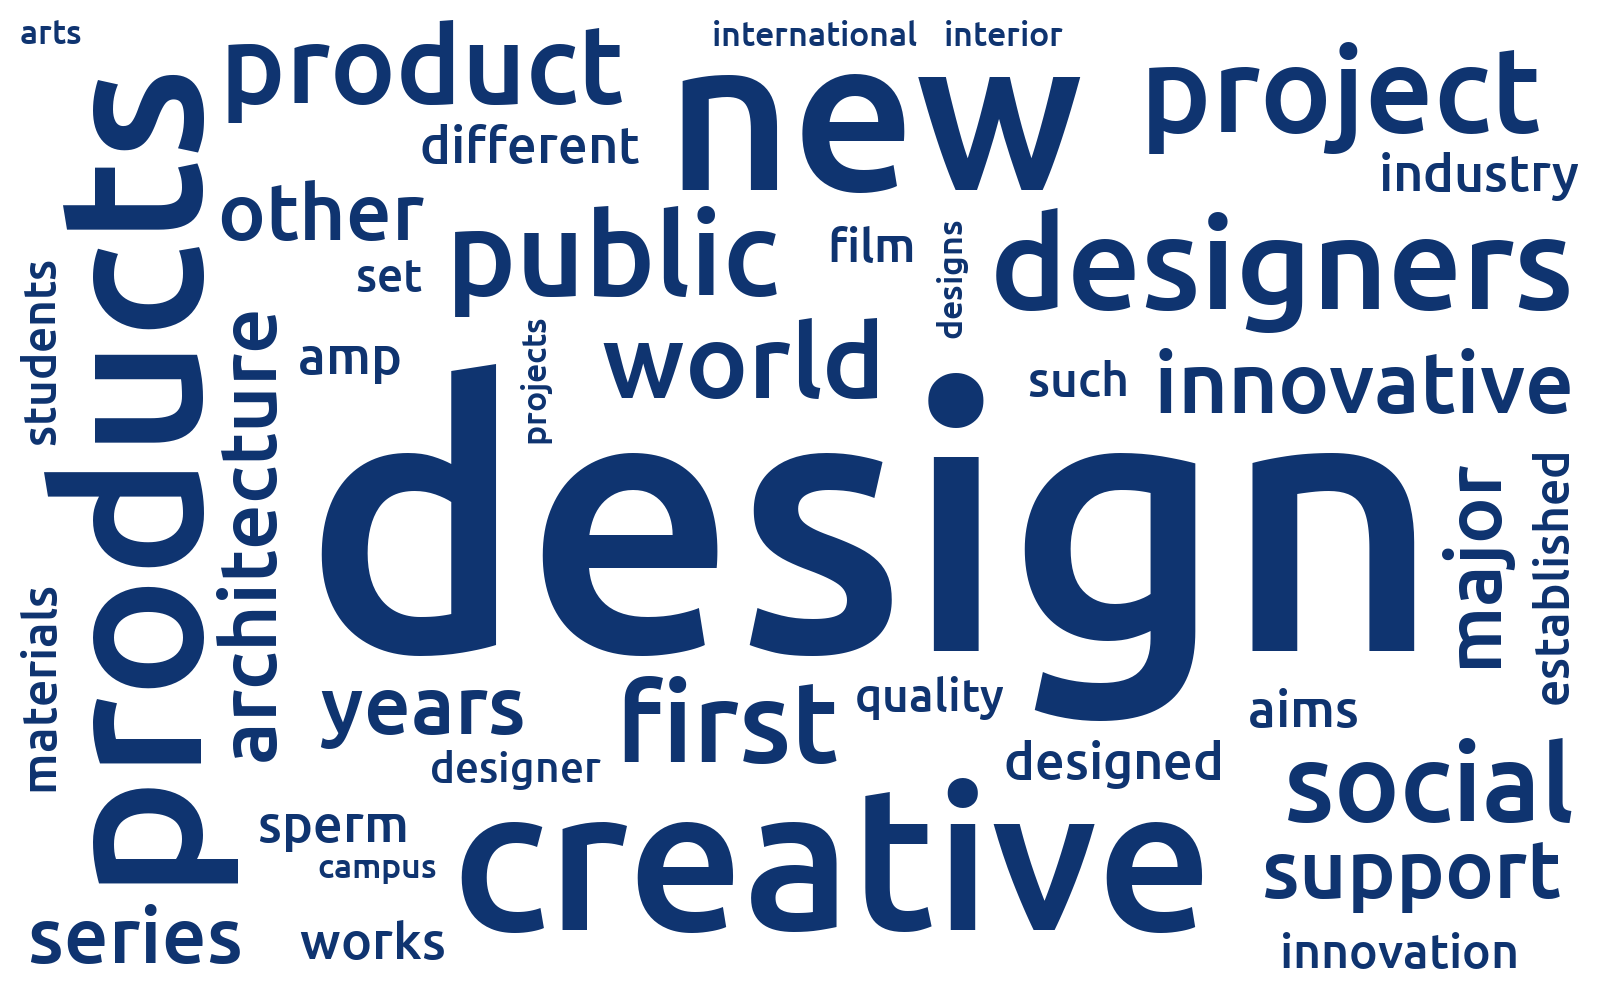 arts
product
international
interior
new
project
different
industry
products
other
public
film
designs
designers
set
students
architecture
amp
projects
world
such
innovative
design
major
established
materials
years
first
quality
aims
designer
designed
social
sperm
campus
creative
support
series
works
innovation